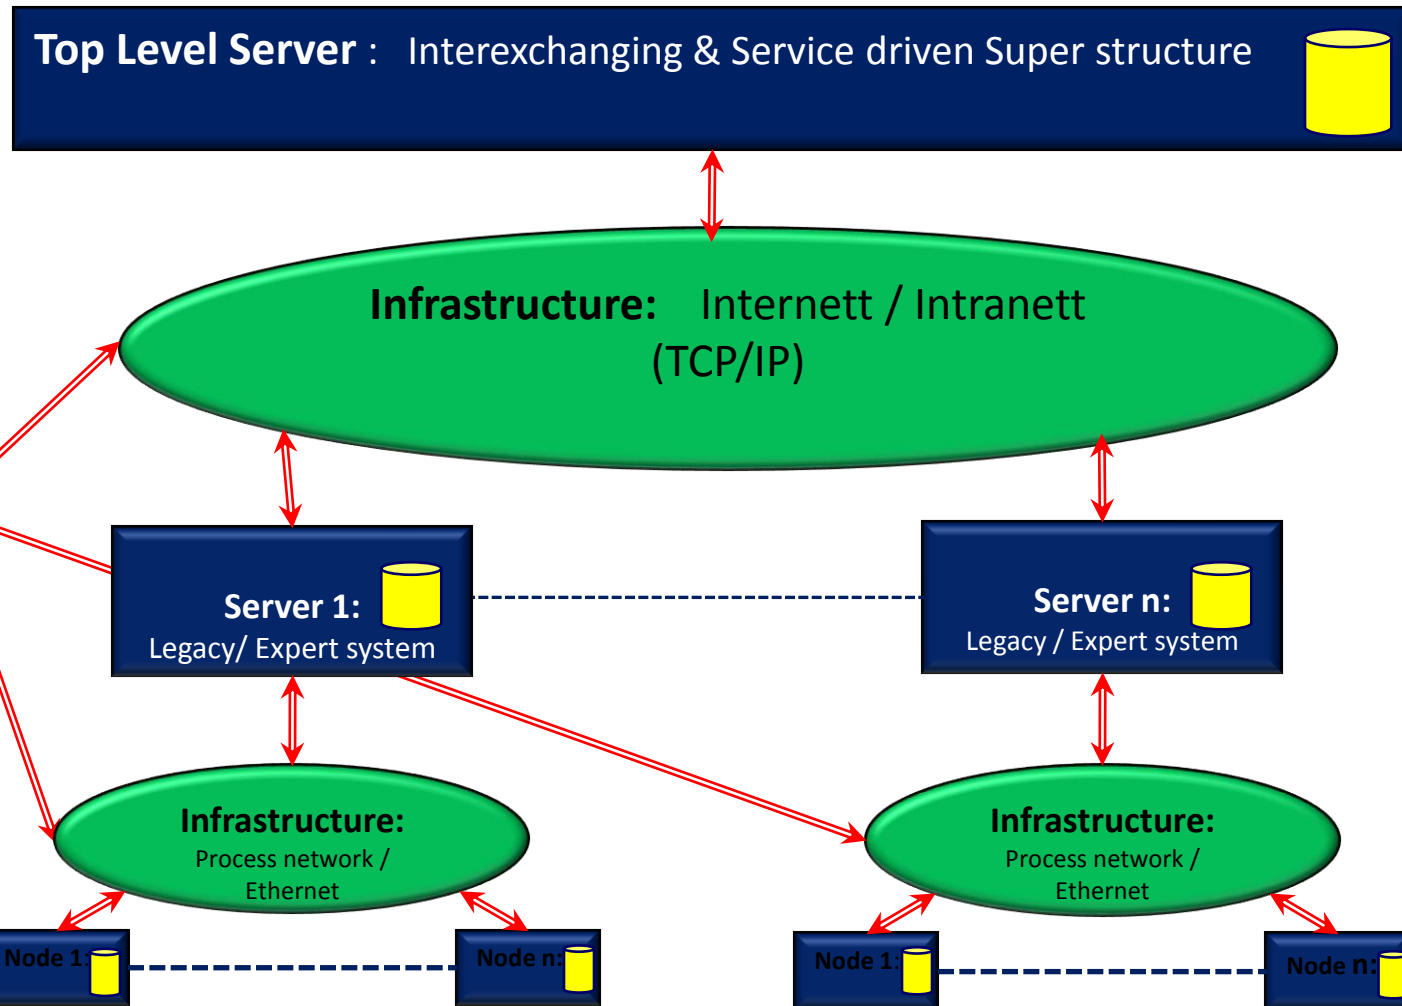 Top Level Server : Interexchanging & Service driven Super structure
Infrastructure: Internett / Intranett
(TCP/IP)
Server 1:
Legacy/ Expert system
Server n:
Legacy / Expert system
Infrastructure:
Process network /
Ethernet
Infrastructure:
Process network /
Ethernet
Node 1:
Node n:
Node 1:
Node n: